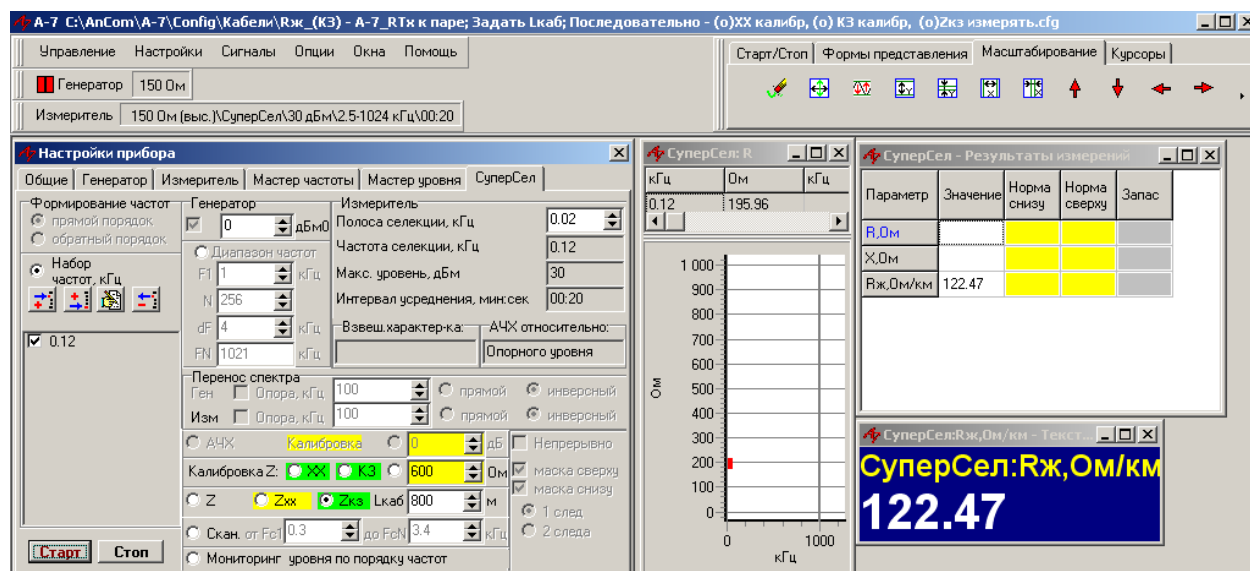 A-7 C:\AnCom\A-7\Config\Кабели\Rж_(КЗ) - A-7_RTx к паре; Задать Lкаб; Последовательно - (о)ХХ калибр, (о) КЗ калибр, (о)Zкз измерять.cfg
Управление Настройки Сигналы Опции Окна Помощь
Генератор 150 Ом
Измеритель 150 Ом (выс.)\СуперСел\30 дБм\2.5-1024 кГц\00:20
Старт/Стоп Формы представления Масштабирование Курсоры
Настройки прибора
Общие Генератор Измеритель Мастер частоты Мастер уровня СуперСел
Формирование частот
прямой порядок
обратный порядок
Набор
частот, кГц
0.12
Старт Стоп
Генератор
0 дБм0
Диапазон частот
F1 1 кГц
N 256
dF 4 кГц
FN 1021 кГц
Измеритель
Полоса селекции, кГц 0.02
Частота селекции, кГц 0.12
Макс. уровень, дБм 30
Интервал усреднения, мин:сек 00:20
Взвеш.характер-ка: АЧХ относительно:
Опорного уровня
Перенос спектра
Ген Опора, кГц 100 прямой инверсный
Изм Опора, кГц 100 прямой инверсный
АЧХ Калибровка 0 дБ Непрерывно
Калибровка Z: ХХ КЗ 600 Ом маска сверху
маска снизу
Z Zхх Zкз Lкаб 800 м
1 след
Скан. от Fc1 0.3 до FcN 3.4 кГц 2 следа
Мониторинг уровня по порядку частот
СуперСел: R
кГц Ом кГц
0.12 195.96
1 000
900
800
700
600
500
400
300
200
100
0
Ом
0 1000
кГц
СуперСел - Результаты измерений
Параметр Значение Норма снизу Норма сверху Запас
R,Ом
X,Ом
Rж,Ом/км 122.47
СуперСел:Rж,Ом/км - Текст...
СуперСел:Rж,Ом/км
122.47